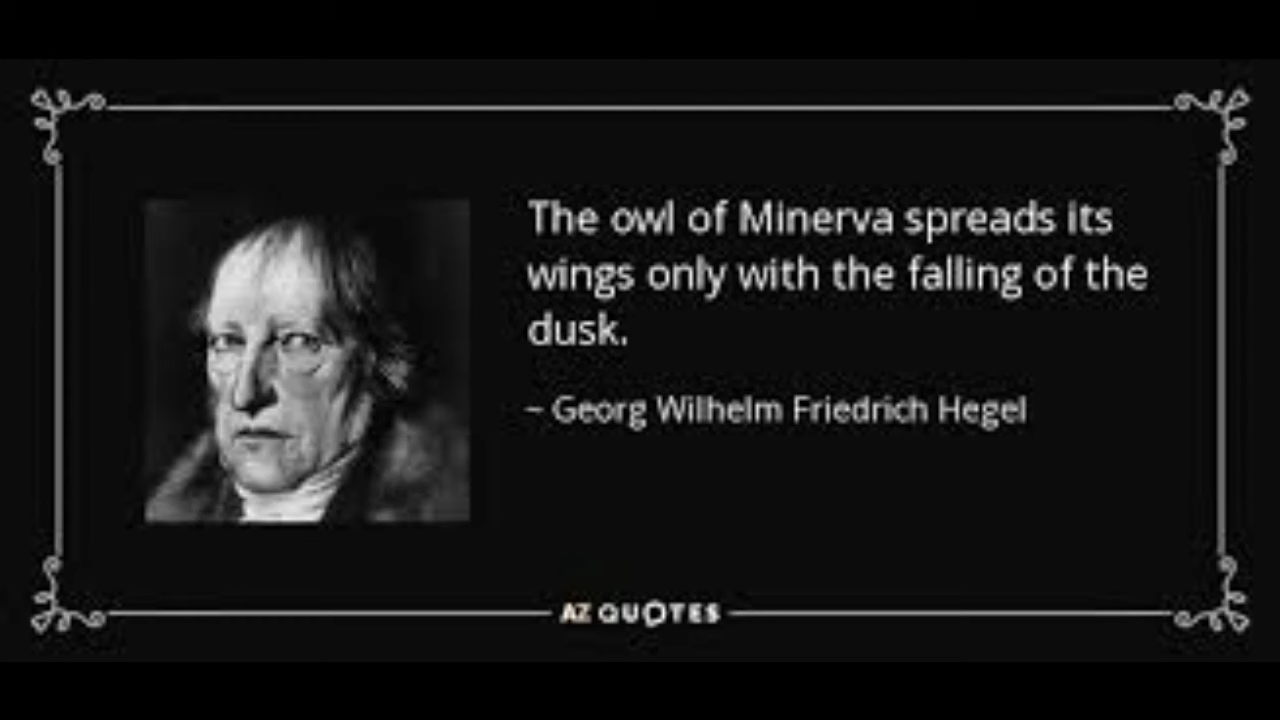 The owl of Minerva spreads its
wings only with the falling of the
dusk.
~ Georg Wilhelm Friedrich Hegel
AZ QUOTES